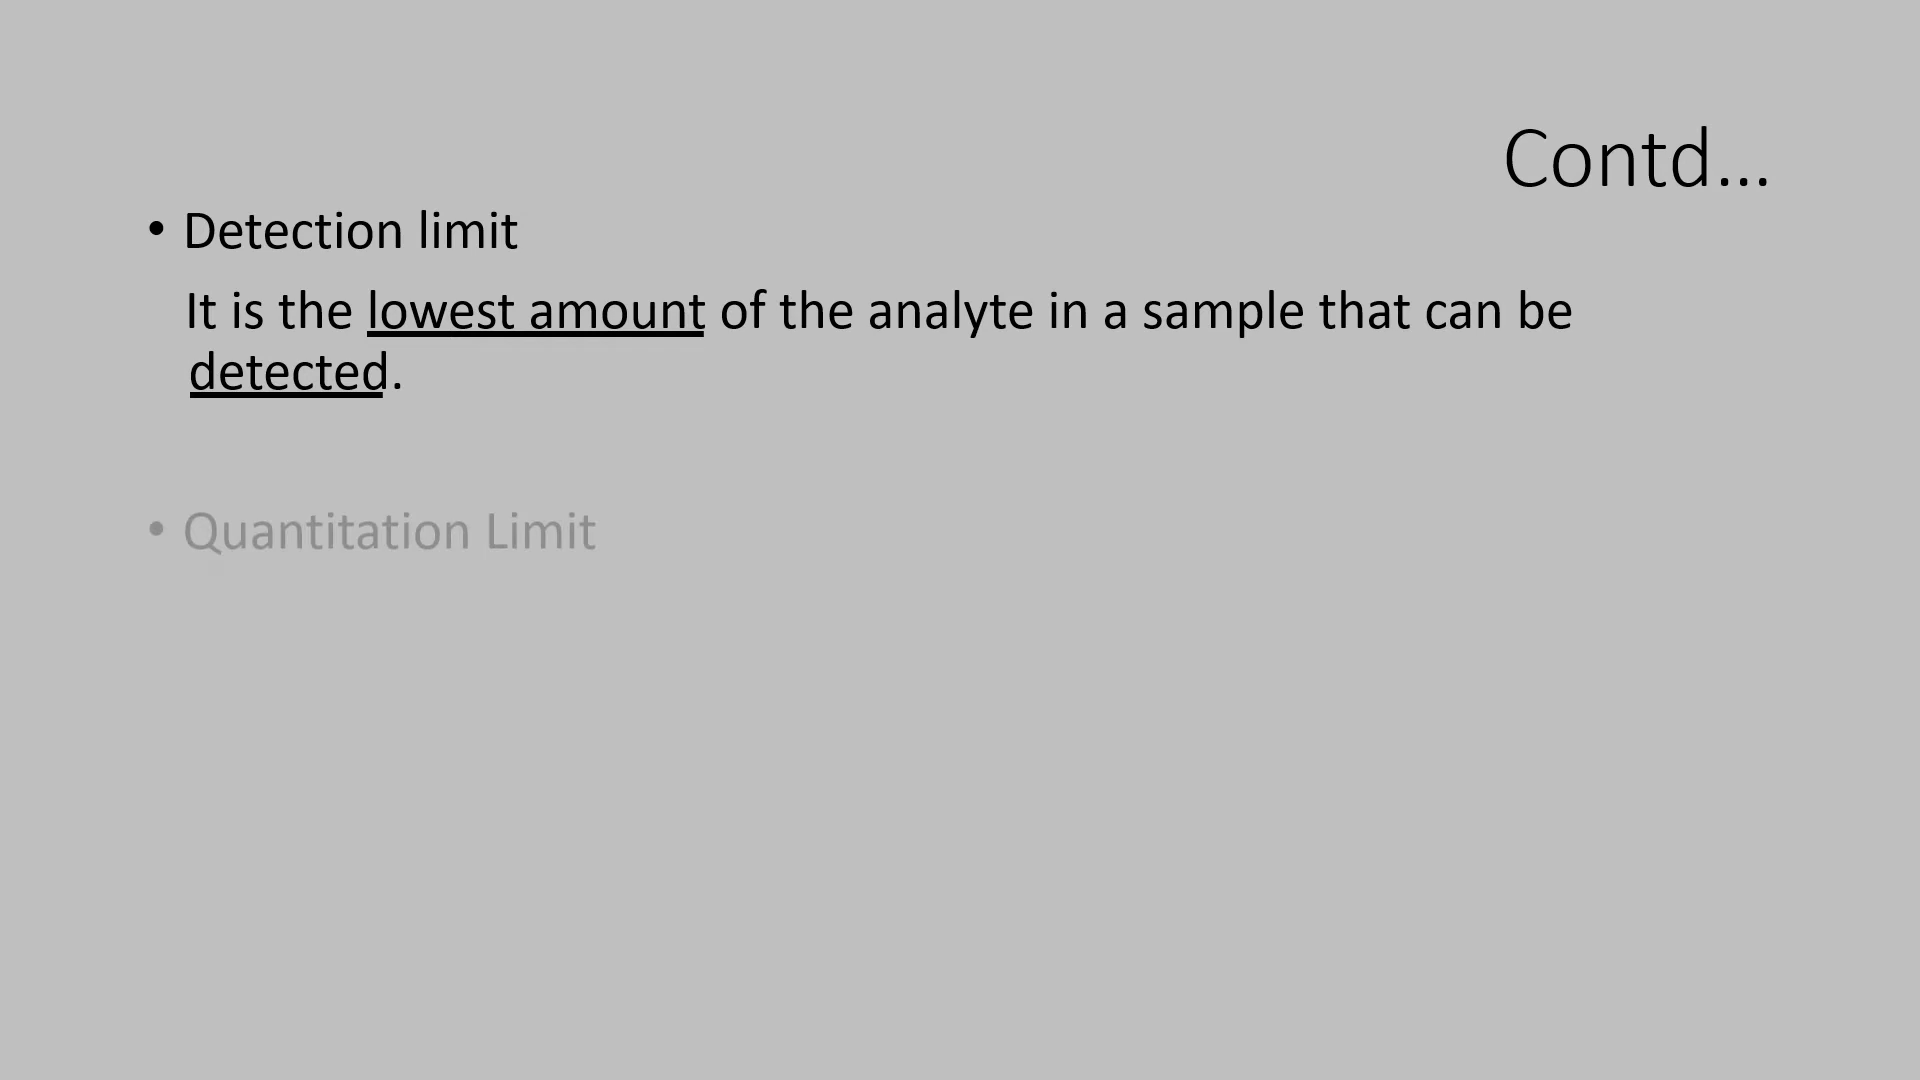 Contd...
• Detection limit
It is the lowest amount of the analyte in a sample that can be
detected.
• Quantitation Limit